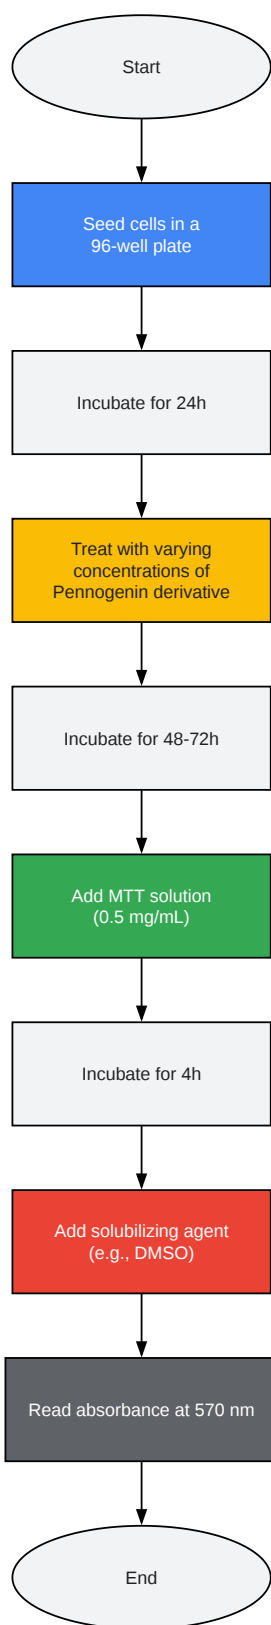 Start
Seed cells in a
96-well plate
Incubate for 24h
Treat with varying
concentrations of
Pennogenin derivative
Incubate for 48-72h
Add MTT solution
(0.5 mg/mL)
Incubate for 4h
Add solubilizing agent
(e.g., DMSO)
Read absorbance at 570 nm
End